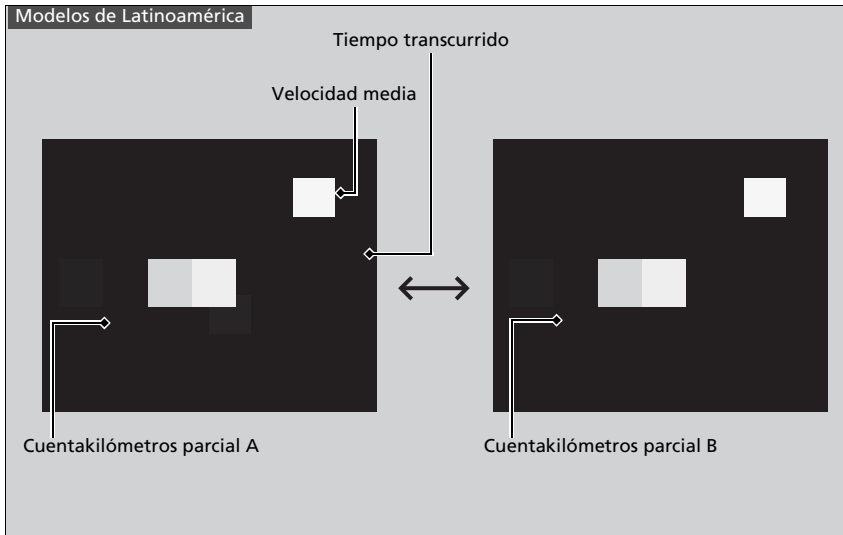 Modelos de Latinoamérica
Tiempo transcurrido
Velocidad media
Cuentakilómetros parcial A
Cuentakilómetros parcial B